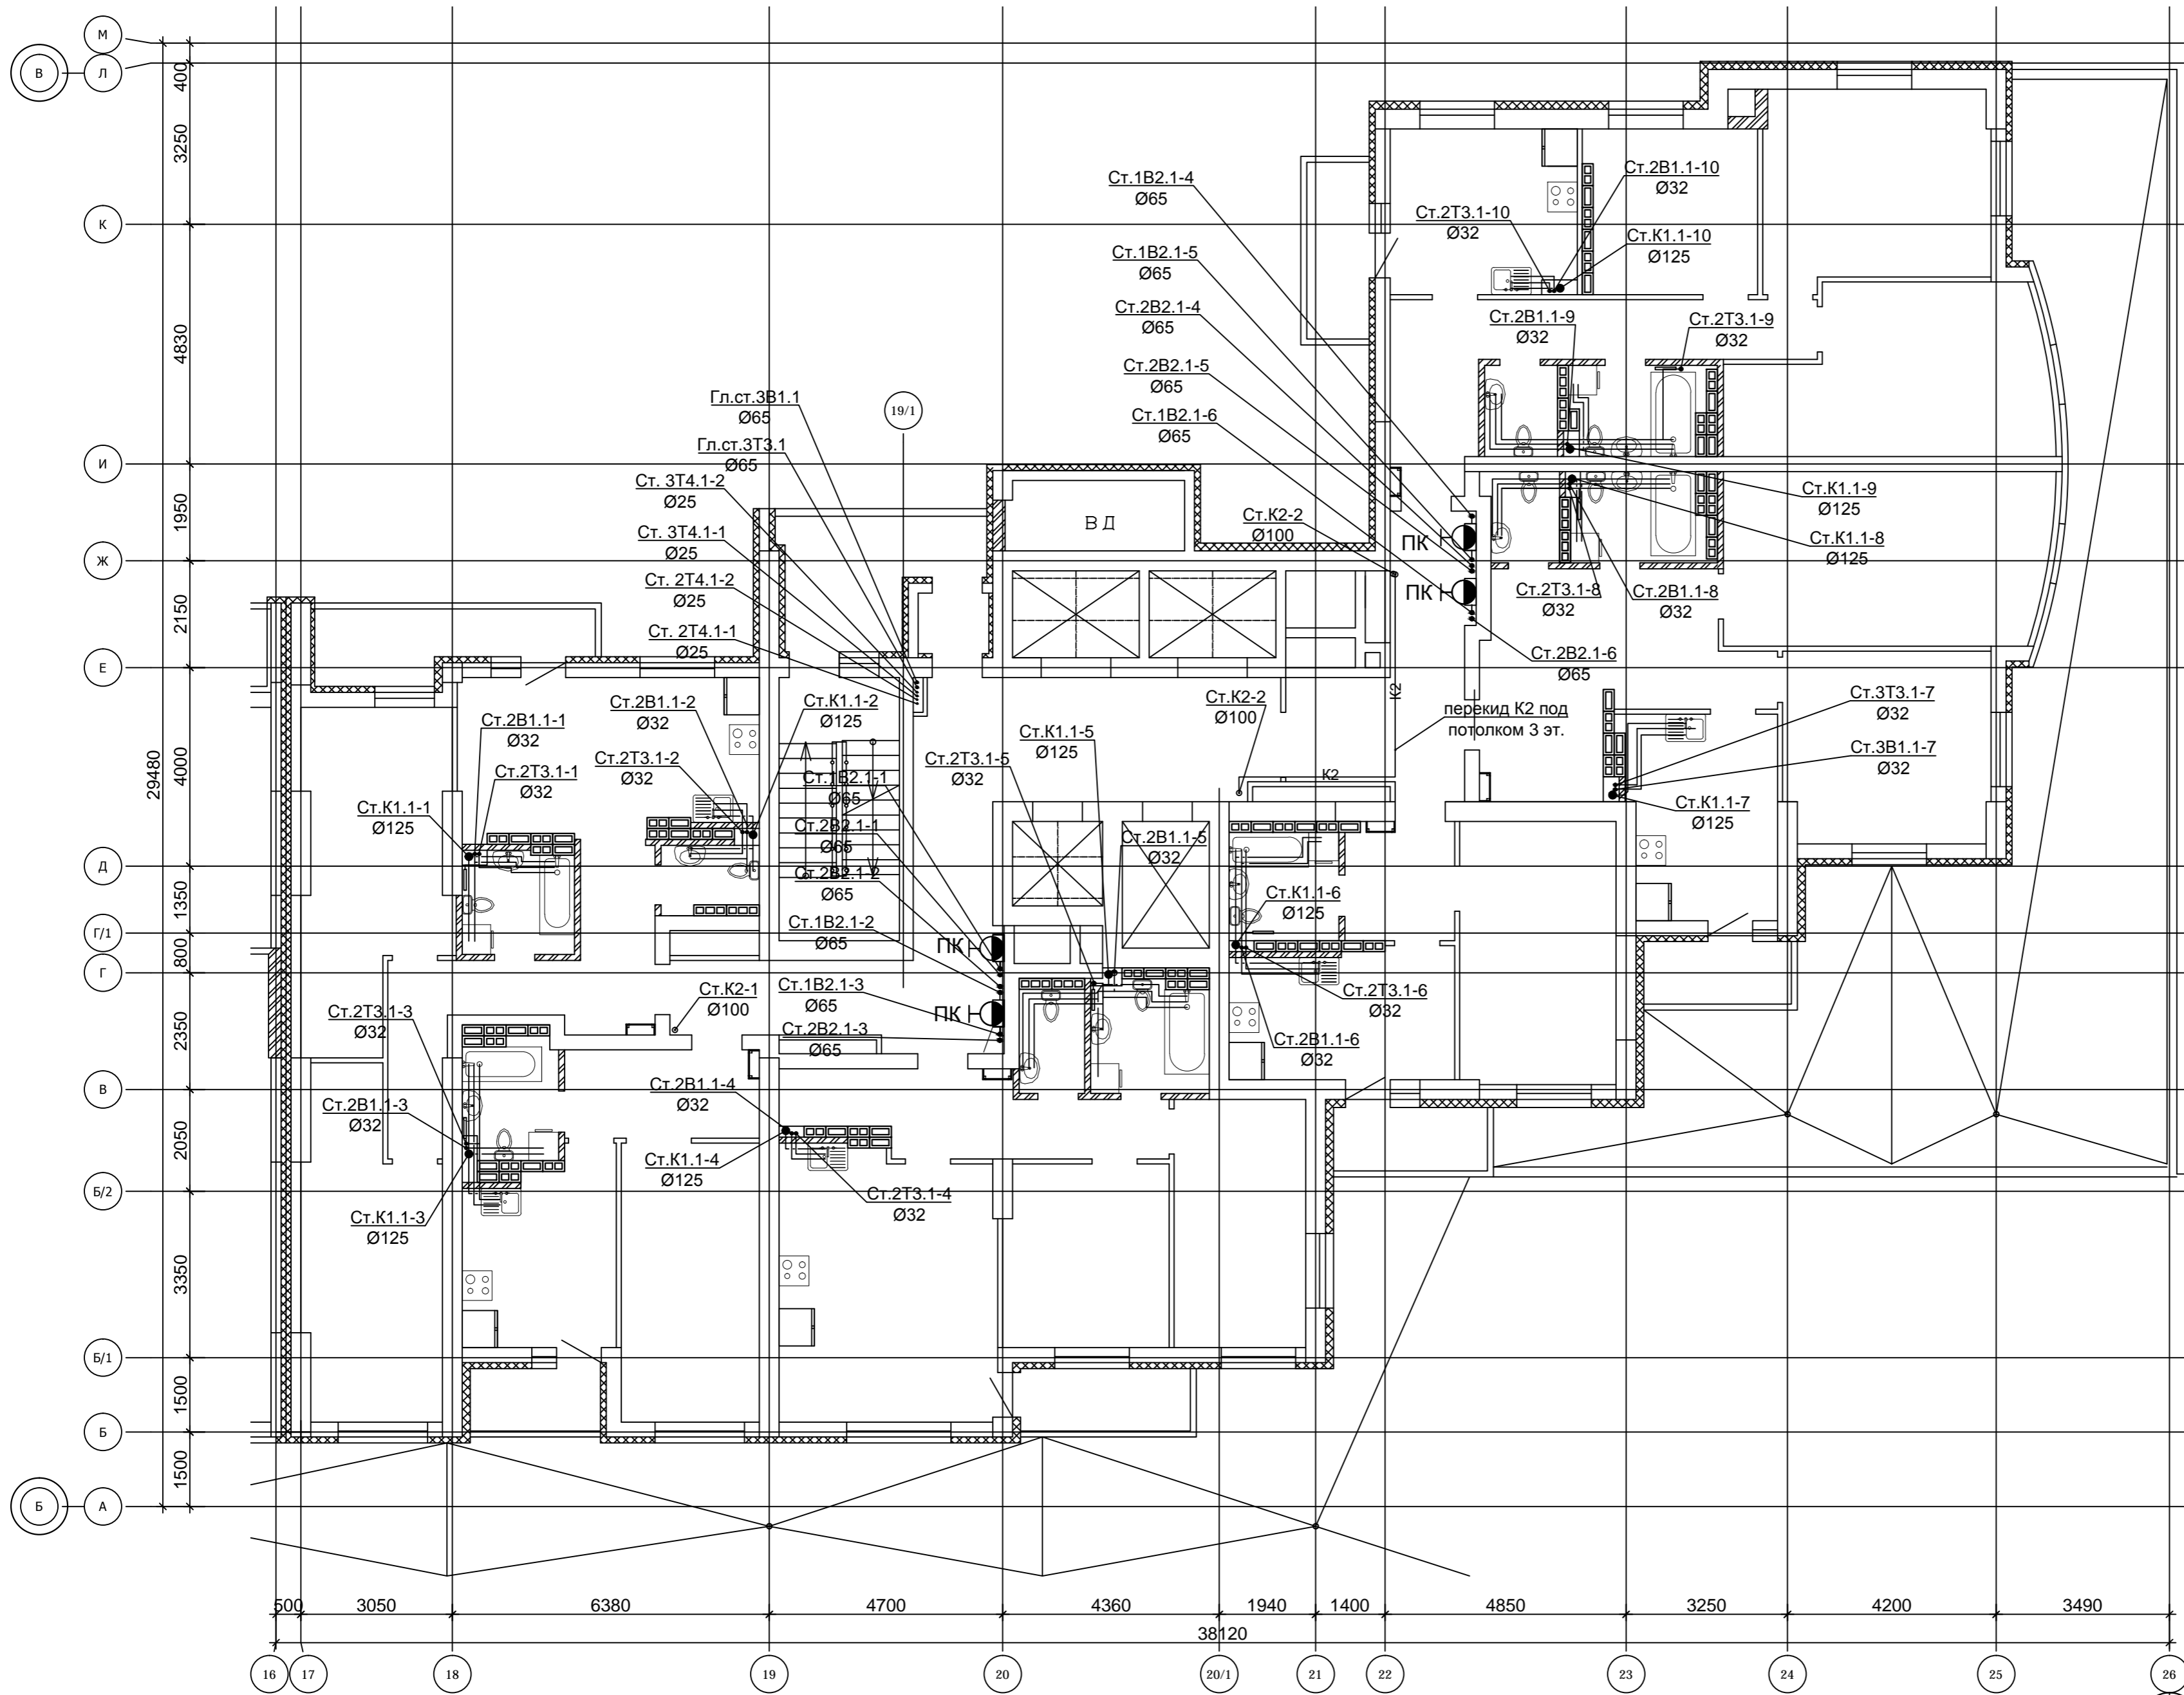 М
В
Л
400
3250
К
4830
И
1950
Ж
2150
Е
29480
4000
Д
1350
Г/1
800
Г
2350
В
2050
Б/2
3350
Б/1
1500
Б
1500
Б
А
Ст.1В2.1-4
Ø65
Ст.1В2.1-5
Ø65
Ст.2В2.1-4
Ø65
Ст.2В2.1-5
Ø65
Ст.1В2.1-6
Ø65
Ст.2В1.1-10
Ø32
Ст.2Т3.1-10
Ø32
Ст.К1.1-10
Ø125
Ст.2В1.1-9
Ø32
Ст.2Т3.1-9
Ø32
Гл.ст.3В1.1
Ø65
19/1
Гл.ст.3Т3.1
Ø65
Ст. 3Т4.1-2
Ø25
Ст. 3Т4.1-1
Ø25
Ст. 2Т4.1-2
Ø25
Ст. 2Т4.1-1
Ø25
ВД
Ст.К2-2
Ø100
ПК
ПК
Ст.К1.1-9
Ø125
Ст.К1.1-8
Ø125
Ст.2Т3.1-8
Ø32
Ст.2В1.1-8
Ø32
Ст.2В2.1-6
Ø65
К2
Ст.2В1.1-1
Ø32
Ст.2В1.1-2
Ø32
Ст.К1.1-2
Ø125
Ст.2Т3.1-1
Ø32
Ст.2Т3.1-2
Ø32
Ст.К1.1-1
Ø125
Ст.К2-2
Ø100
Ст.К1.1-5
Ø125
Ст.2Т3.1-5
Ø32
перекид К2 под
потолком 3 эт.
К2
Ст.3Т3.1-7
Ø32
Ст.3В1.1-7
Ø32
Ст.К1.1-7
Ø125
Ст.1В2.1-1
Ø65
Ст.2В2.1-1
Ø65
Ст.2В2.1-2
Ø65
Ст.1В2.1-2
Ø65
Ст.2В1.1-5
Ø32
Ст.К1.1-6
Ø125
ПК
ПК
Ст.1В2.1-3
Ø65
Ст.2В2.1-3
Ø65
Ст.К2-1
Ø100
Ст.2Т3.1-6
Ø32
Ст.2В1.1-6
Ø32
Ст.2Т3.1-3
Ø32
Ст.2В1.1-3
Ø32
Ст.2В1.1-4
Ø32
Ст.К1.1-4
Ø125
Ст.2Т3.1-4
Ø32
Ст.К1.1-3
Ø125
500
3050
6380
4700
4360
1940
1400
4850
3250
4200
3490
38120
16
17
18
19
20
20/1
21
22
23
24
25
26